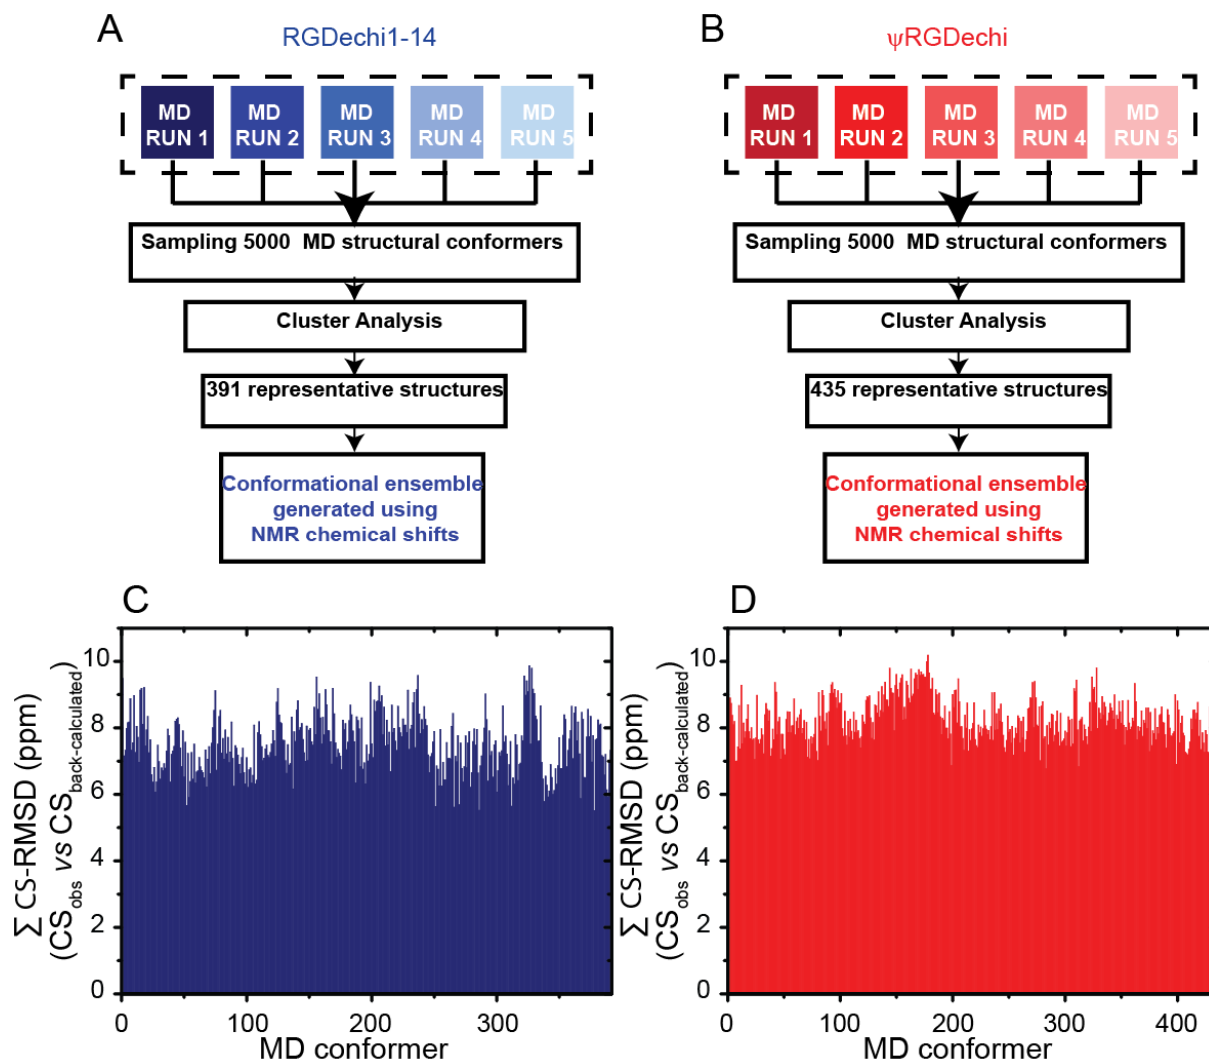 A
RGDechi1-14
MD
RUN 1
MD
RUN 2
MD
RUN 3
MD
RUN 4
MD
RUN 5
Sampling 5000 MD structural conformers
Cluster Analysis
391 representative structures
Conformational ensemble
generated using
NMR chemical shifts
B
ψRGDechi
MD
RUN 1
MD
RUN 2
MD
RUN 3
MD
RUN 4
MD
RUN 5
Sampling 5000 MD structural conformers
Cluster Analysis
435 representative structures
Conformational ensemble
generated using
NMR chemical shifts
C
∑ CS-RMSD (ppm)
(CSobs vs CSback-calculated)
10
8
6
4
2
0
0 100 200 300
MD conformer
D
∑ CS-RMSD (ppm)
(CSobs vs CSback-calculated)
10
8
6
4
2
0
0 100 200 300 400
MD conformer